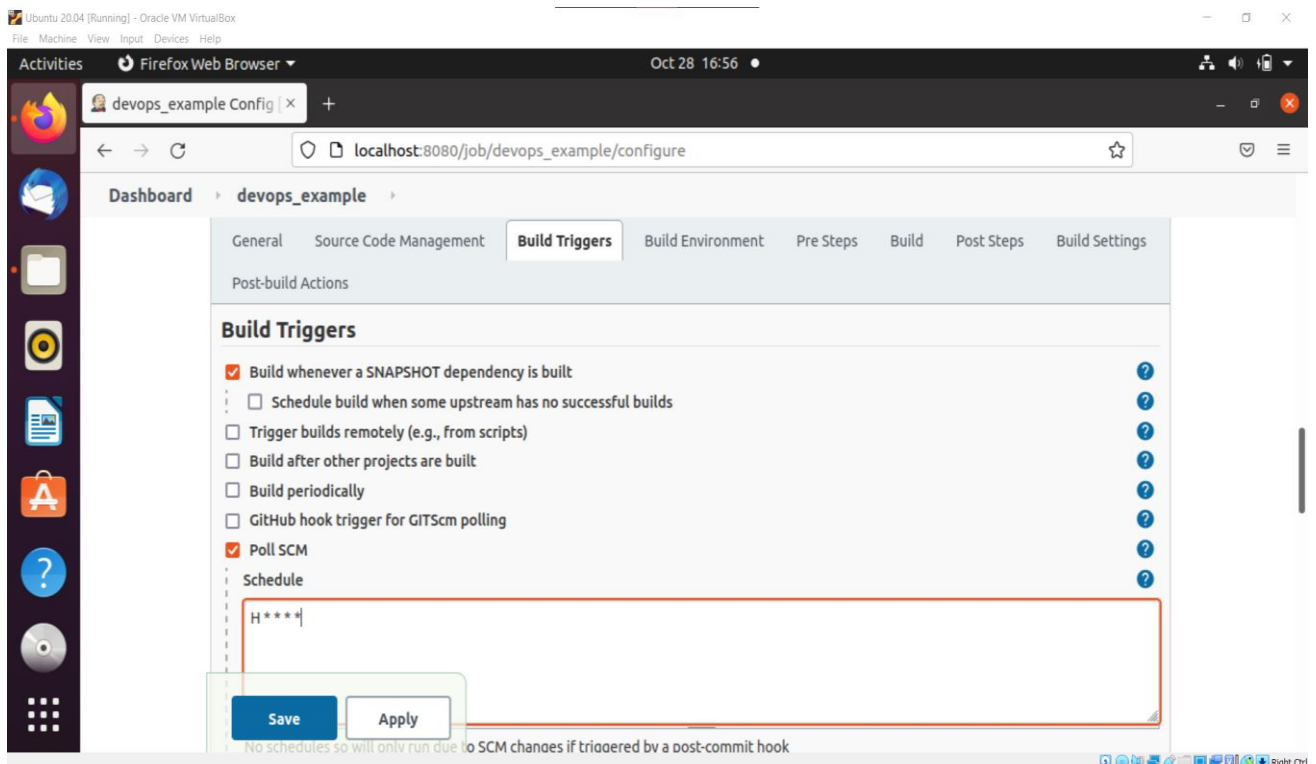 Ubuntu 20.04 [Running] - Oracle VM VirtualBox
File Machine View Input Devices Help
Activities Firefox Web Browser Oct 28 16:56
devops_example Config [
localhost:8080/job/devops_example/configure
Dashboard devops_example
General Source Code Management Build Triggers Build Environment Pre Steps Build Post Steps Build Settings
Post-build Actions
Build Triggers
Build whenever a SNAPSHOT dependency is built
Schedule build when some upstream has no successful builds
Trigger builds remotely (e.g., from scripts)
Build after other projects are built
Build periodically
GitHub hook trigger for GITScm polling
Poll SCM
Schedule
H * * * *
Save Apply
No schedules so will only run due to SCM changes if triggered by a post-commit hook
Right Ctrl